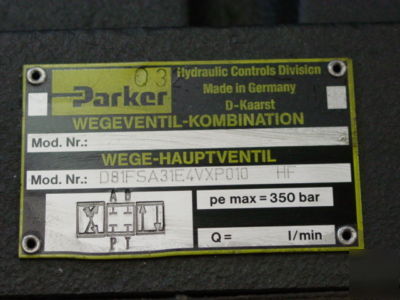 03
Hydraulic Controls Division
Parker
Made in Germany
D-Kaarst
WEGEVENTIL-KOMBINATION
Mod. Nr.:
WEGE-HAUPTVENTIL
Mod. Nr.: D81FSA31E4VXP010 HF
A B
P T
pe max = 350 bar
Q= l/min